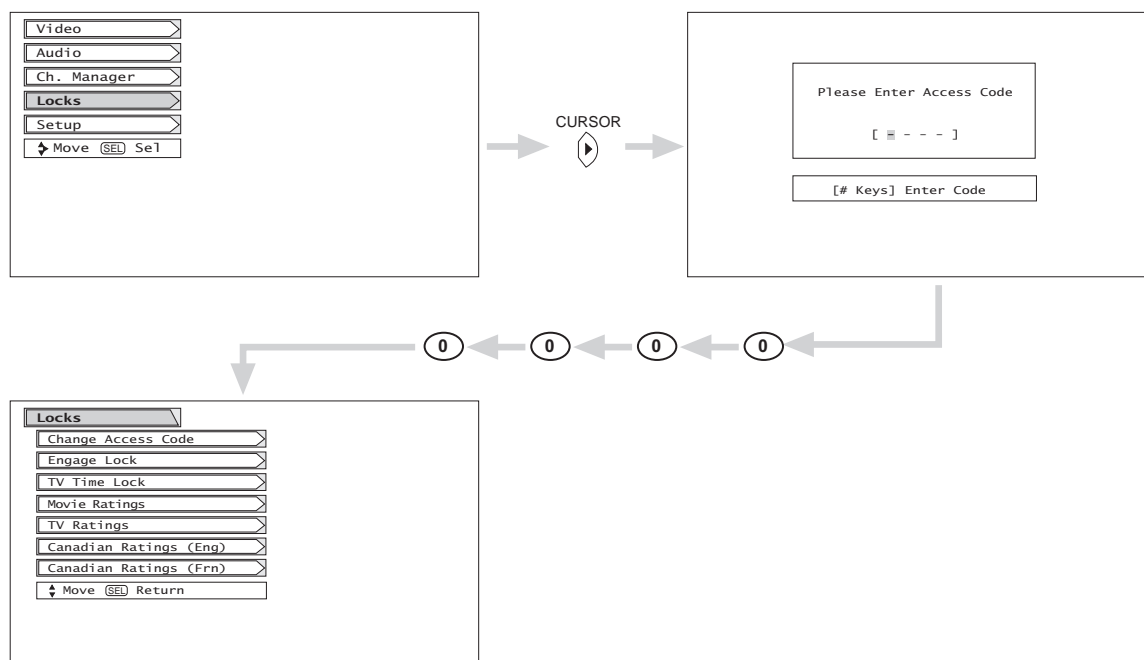 Video
Audio
Ch. Manager
Locks
Setup
Move SEL Sel
CURSOR
Please Enter Access Code
[ - - - - ]
[# Keys] Enter Code
0 0 0 0
Locks
Change Access Code
Engage Lock
TV Time Lock
Movie Ratings
TV Ratings
Canadian Ratings (Eng)
Canadian Ratings (Frn)
Move SEL Return